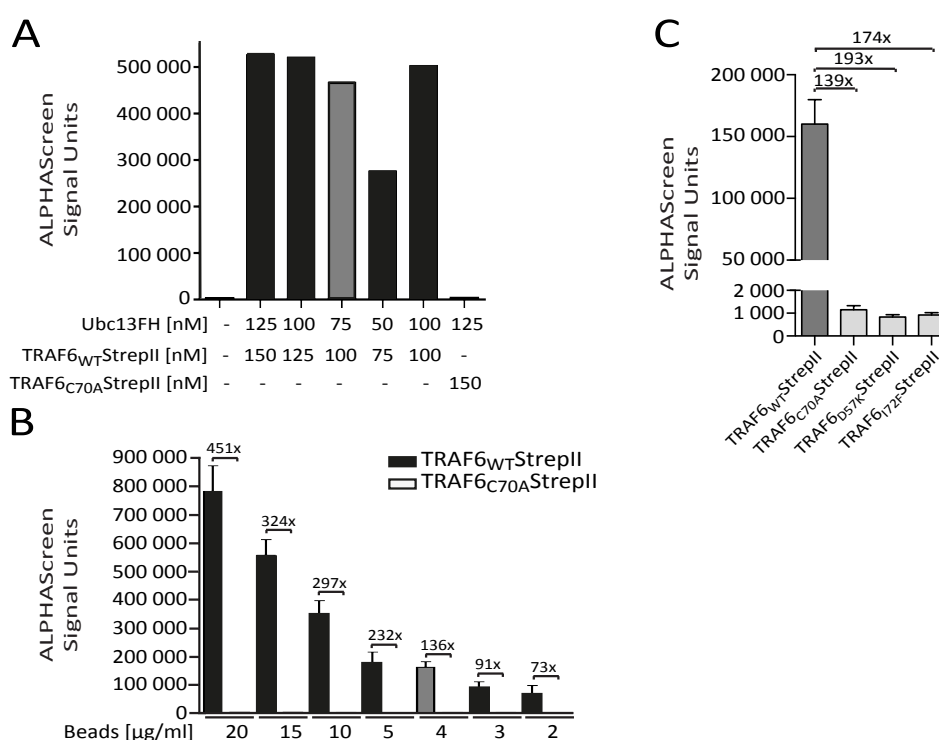 A
ALPHAScreen
Signal Units
500 000
400 000
300 000
200 000
100 000
0
Ubc13FH [nM] - 125 100 75 50 100 125
TRAF6WTStrepII [nM] - 150 125 100 75 100 -
TRAF6C70AStrepII [nM] - - - - - - 150
B
ALPHAScreen
Signal Units
900 000
800 000
700 000
600 000
500 000
400 000
300 000
200 000
100 000
0
451x
324x
297x
232x
136x
91x
73x
TRAF6WTStrepII
TRAF6C70AStrepII
Beads [µg/ml] 20 15 10 5 4 3 2
C
ALPHAScreen
Signal Units
174x
193x
139x
200 000
150 000
100 000
50 000
2 000
1 000
0
TRAF6WTStrepII
TRAF6C70AStrepII
TRAF6D57KStrepII
TRAF6I72FStrepII